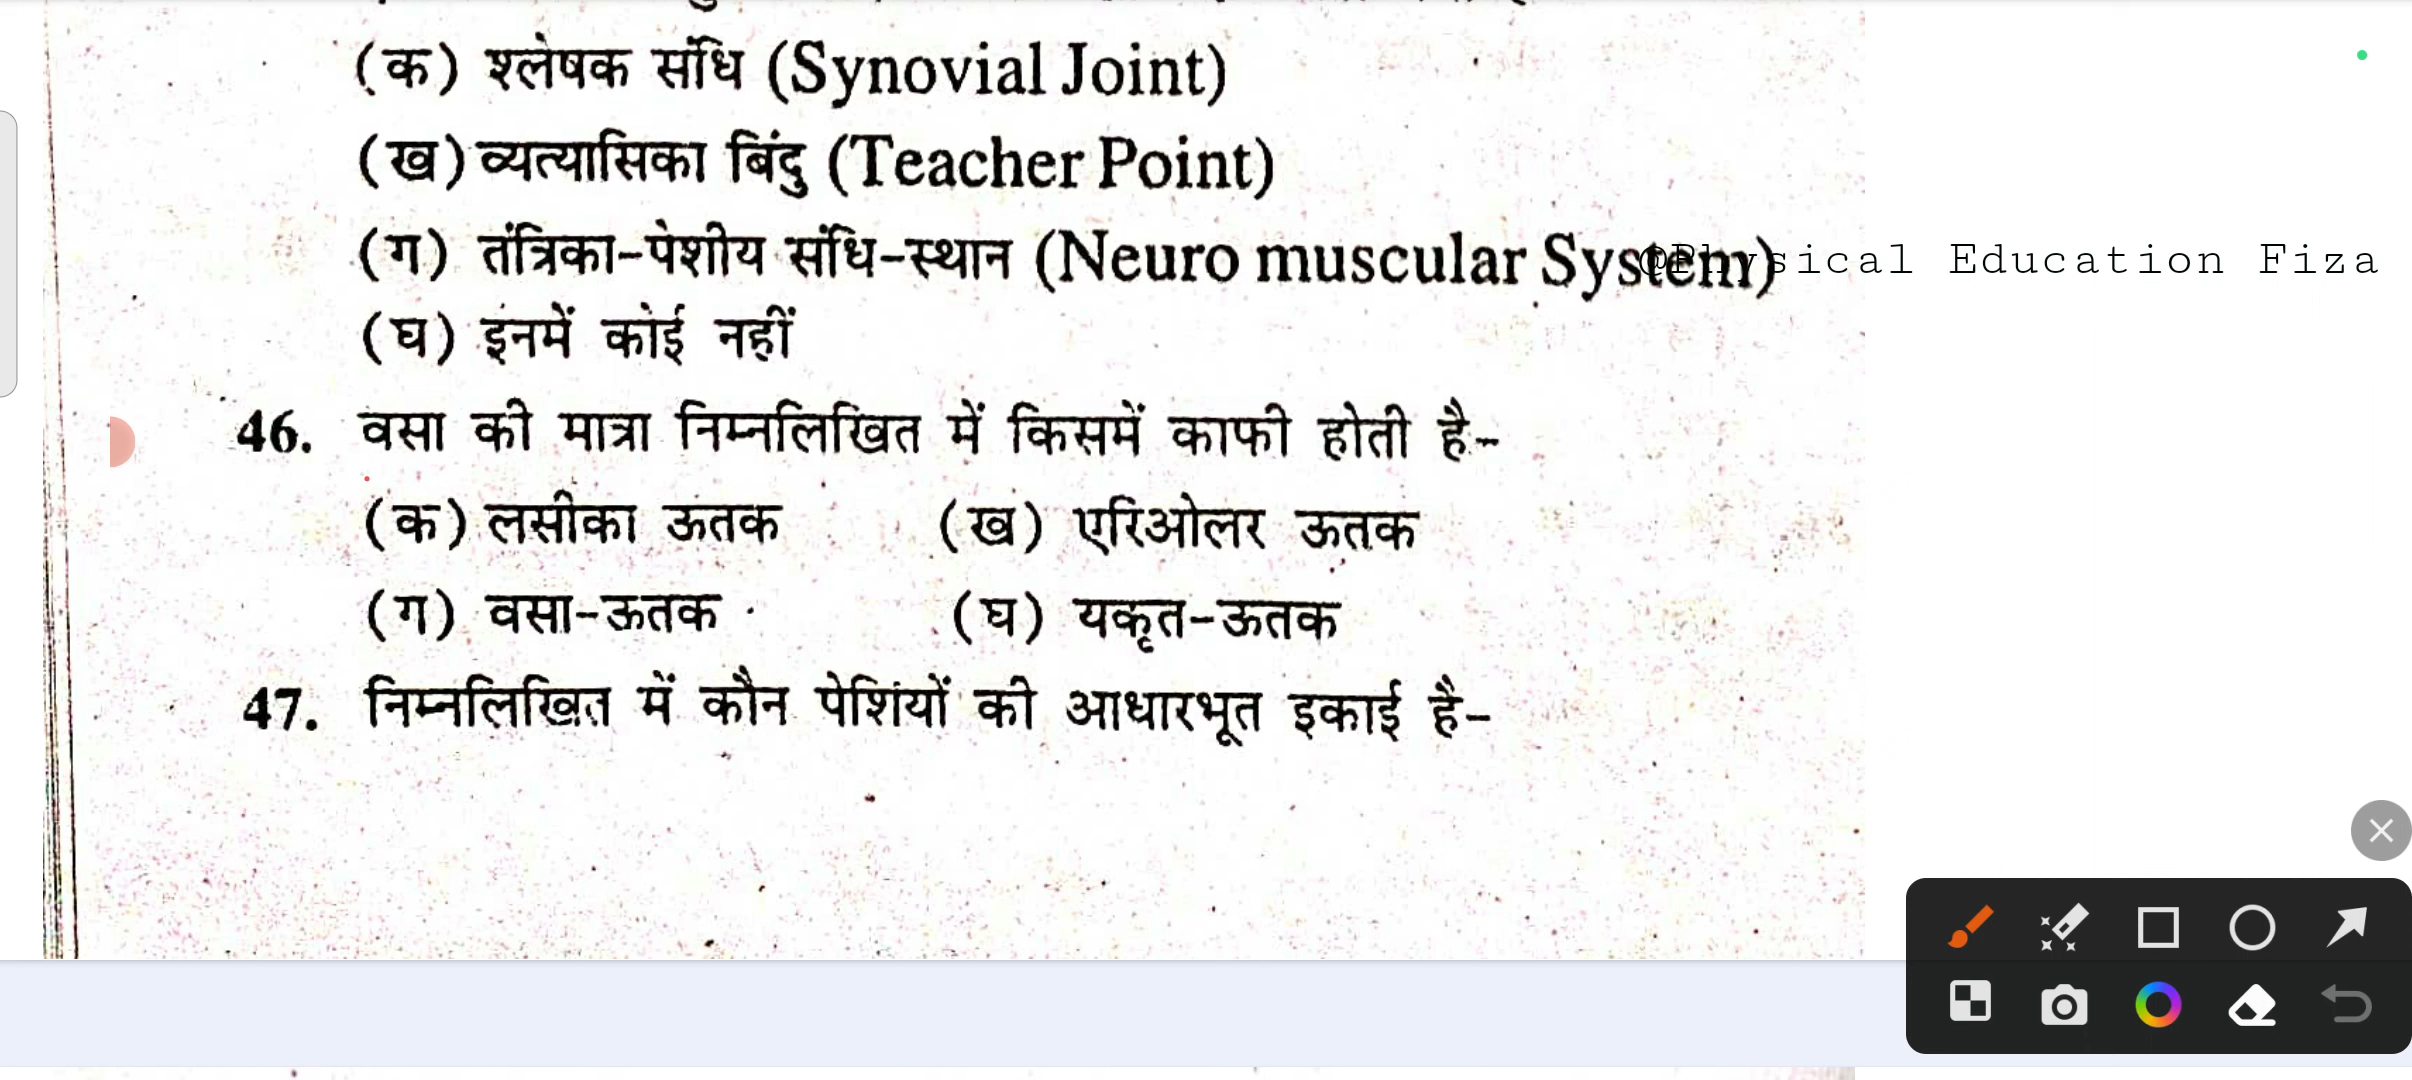 (क) श्लेषक संधि (Synovial Joint)
(ख) व्यत्यासिका बिंदु (Teacher Point)
(ग) तंत्रिका-पेशीय संधि-स्थान (Neuro muscular System)
@Physical Education Fiza
(घ) इनमें कोई नहीं
46. वसा की मात्रा निम्नलिखित में किसमें काफी होती है-
(क) लसीका ऊतक (ख) एरिओलर ऊतक
(ग) वसा-ऊतक (घ) यकृत-ऊतक
47. निम्नलिखित में कौन पेशियों की आधारभूत इकाई है-